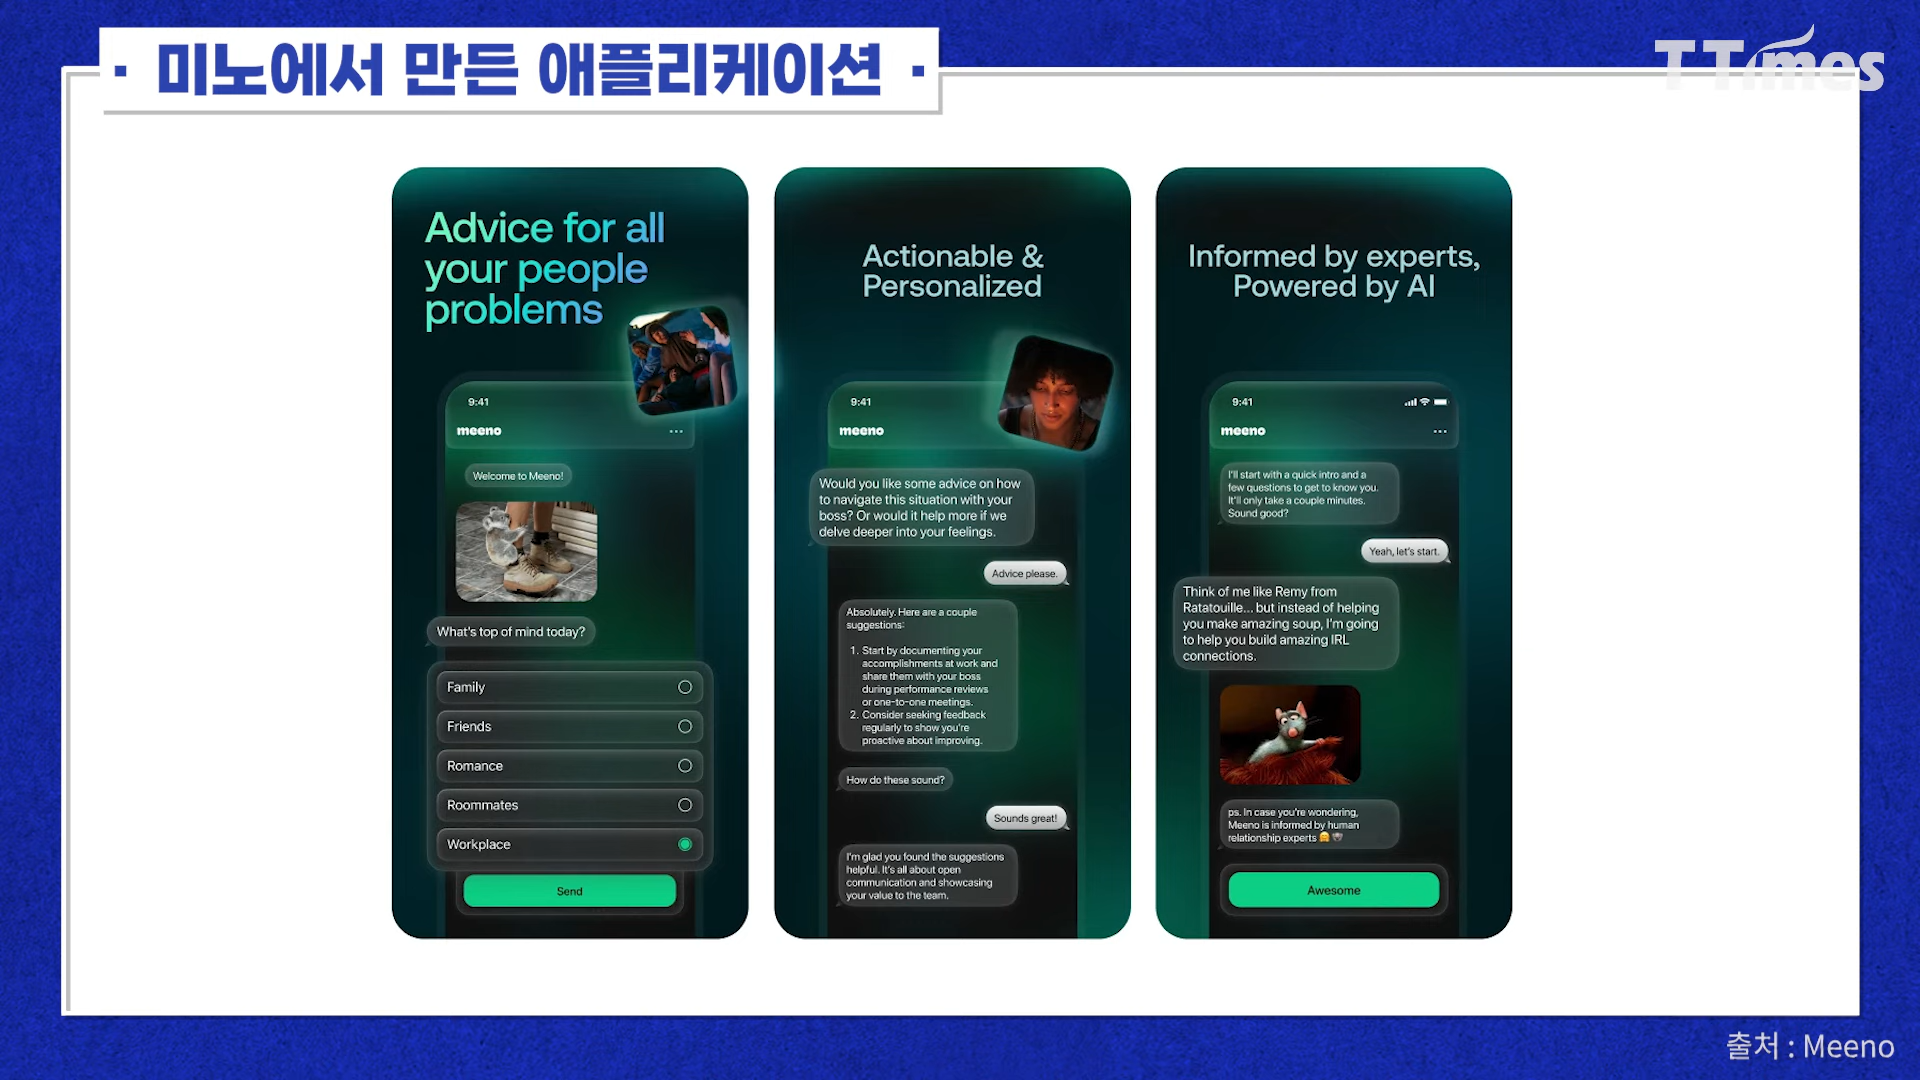 · 미노에서 만든 애플리케이션 ·
TTimes
Advice for all
your people
problems
9:41
meeno
Welcome to Meeno!
What's top of mind today?
Family
Friends
Romance
Roommates
Workplace
Send
Actionable &
Personalized
9:41
meeno
Would you like some advice on how
to navigate this situation with your
boss? Or would it help more if we
delve deeper into your feelings.
Advice please.
Absolutely. Here are a couple
suggestions:
1. Start by documenting your
accomplishments at work and
share them with your boss
during performance reviews
or one-to-one meetings.
2. Consider seeking feedback
regularly to show you're
proactive about improving.
How do these sound?
Sounds great!
I'm glad you found the suggestions
helpful. It's all about open
communication and showcasing
your value to the team.
Informed by experts,
Powered by AI
9:41
meeno
I'll start with a quick intro and a
few questions to get to know you.
It'll only take a couple minutes.
Sound good?
Yeah, let's start.
Think of me like Remy from
Ratatouille... but instead of helping
you make amazing soup, I'm going
to help you build amazing IRL
connections.
ps. In case you're wondering,
Meeno is informed by human
relationship experts 🤗🐨
Awesome
출처 : Meeno